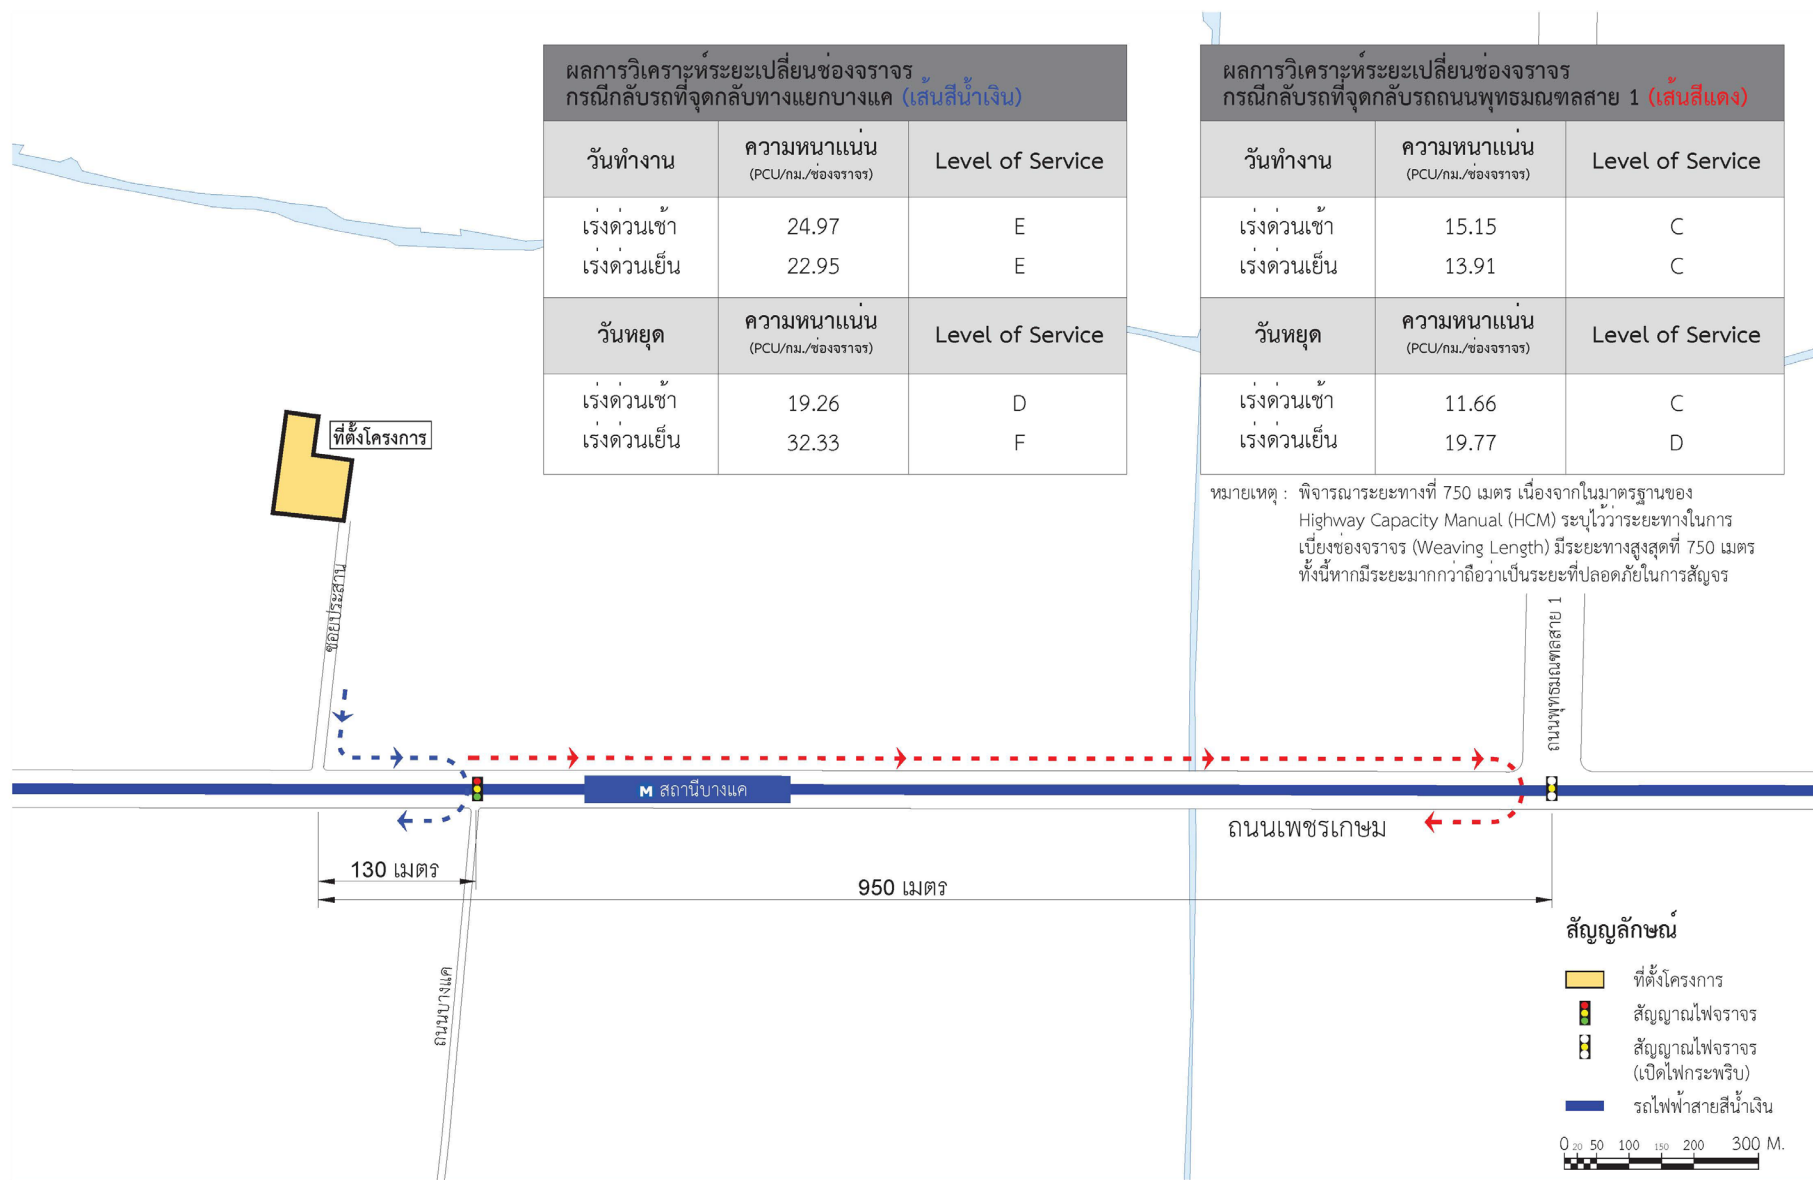 ผลการวิเคราะห์ระยะเปลี่ยนช่องจราจร
กรณีกลับรถที่จุดกลับทางแยกบางแค (เส้นสีน้ำเงิน)
วันทำงาน ความหนาแน่น (PCU/กม./ช่องจราจร) Level of Service
เร่งด่วนเช้า 24.97 E
เร่งด่วนเย็น 22.95 E
วันหยุด ความหนาแน่น (PCU/กม./ช่องจราจร) Level of Service
เร่งด่วนเช้า 19.26 D
เร่งด่วนเย็น 32.33 F
ผลการวิเคราะห์ระยะเปลี่ยนช่องจราจร
กรณีกลับรถที่จุดกลับรถถนนพุทธมณฑลสาย 1 (เส้นสีแดง)
วันทำงาน ความหนาแน่น (PCU/กม./ช่องจราจร) Level of Service
เร่งด่วนเช้า 15.15 C
เร่งด่วนเย็น 13.91 C
วันหยุด ความหนาแน่น (PCU/กม./ช่องจราจร) Level of Service
เร่งด่วนเช้า 11.66 C
เร่งด่วนเย็น 19.77 D
หมายเหตุ : พิจารณาระยะทางที่ 750 เมตร เนื่องจากในมาตรฐานของ
Highway Capacity Manual (HCM) ระบุไว้ว่าระยะทางในการ
เบี่ยงช่องจราจร (Weaving Length) มีระยะทางสูงสุดที่ 750 เมตร
ทั้งนี้หากมีระยะมากกว่าถือว่าเป็นระยะที่ปลอดภัยในการสัญจร
ที่ตั้งโครงการ
ซอยประสาน
ถนนพุทธมณฑลสาย 1
M สถานีบางแค
ถนนเพชรเกษม
130 เมตร
950 เมตร
ถนนบางแค
สัญญลักษณ์
ที่ตั้งโครงการ
สัญญาณไฟจราจร
สัญญาณไฟจราจร
(เปิดไฟกระพริบ)
รถไฟฟ้าสายสีน้ำเงิน
0 20 50 100 150 200 300 M.